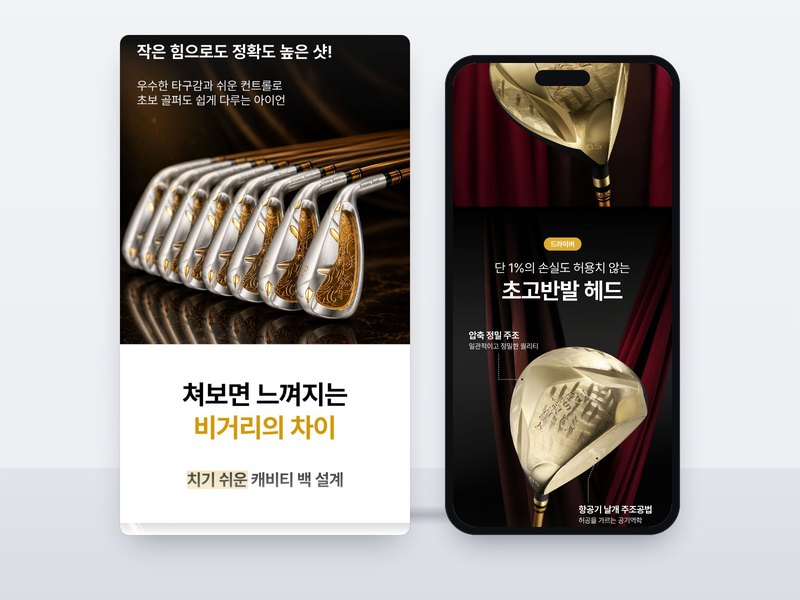 작은 힘으로도 정확도 높은 샷!
우수한 타구감과 쉬운 컨트롤로
초보 골퍼도 쉽게 다루는 아이언
쳐보면 느껴지는
비거리의 차이
치기 쉬운 캐비티 백 설계
드라이버
단 1%의 손실도 허용치 않는
초고반발 헤드
압축 정밀 주조
일관적이고 정밀한 퀄리티
항공기 날개 주조공법
허공을 가르는 공기역학